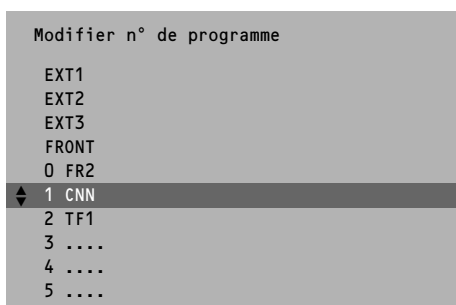 Modifier n° de programme
EXT1
EXT2
EXT3
FRONT
0 FR2
1 CNN
2 TF1
3 ....
4 ....
5 ....